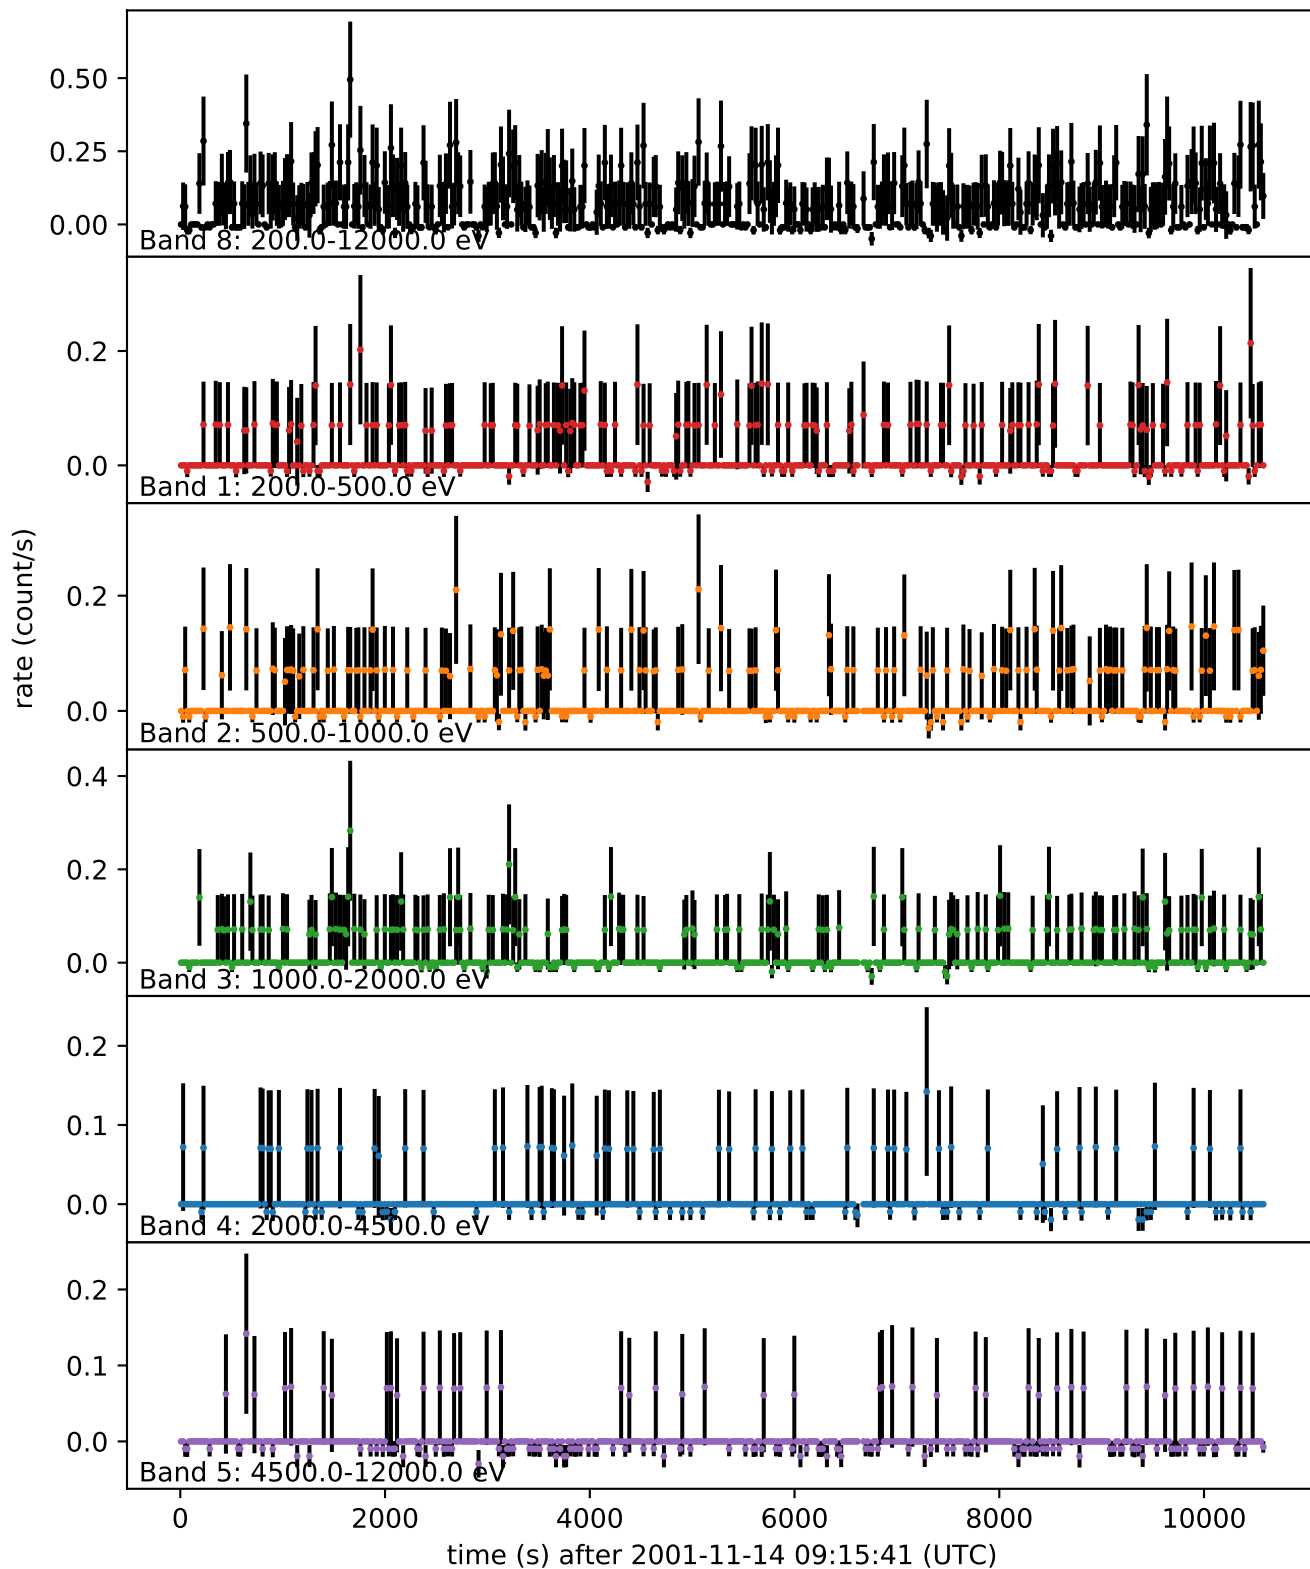 0.50
0.25
0.00
Band 8: 200.0-12000.0 eV
0.2
0.0
Band 1: 200.0-500.0 eV
rate (count/s)
0.2
0.0
Band 2: 500.0-1000.0 eV
0.4
0.2
0.0
Band 3: 1000.0-2000.0 eV
0.2
0.1
0.0
Band 4: 2000.0-4500.0 eV
0.2
0.1
0.0
Band 5: 4500.0-12000.0 eV
0 2000 4000 6000 8000 10000
time (s) after 2001-11-14 09:15:41 (UTC)